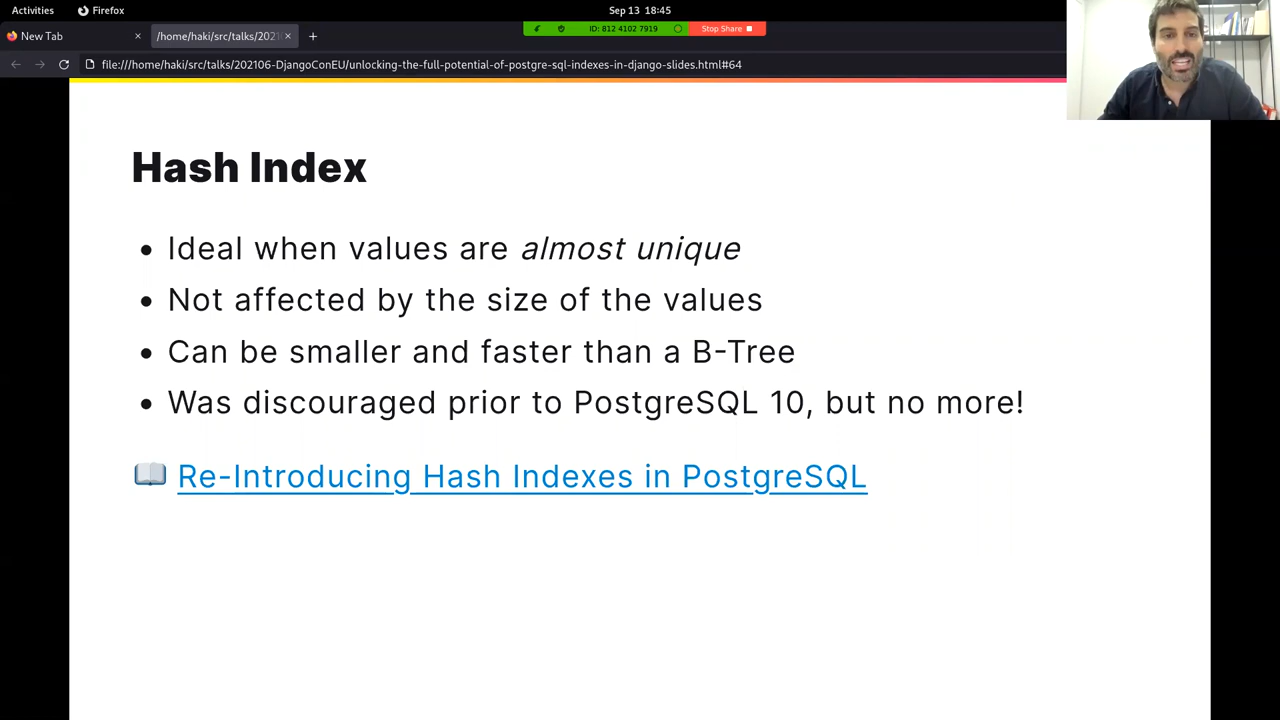 Activities
Firefox
Sep 13 18:45
New Tab
/home/haki/src/talks/2021
ID: 812 4102 7919
Stop Share
file:///home/haki/src/talks/202106-DjangoConEU/unlocking-the-full-potential-of-postgre-sql-indexes-in-django-slides.html#64
Hash Index
• Ideal when values are almost unique
• Not affected by the size of the values
• Can be smaller and faster than a B-Tree
• Was discouraged prior to PostgreSQL 10, but no more!
📖 Re-Introducing Hash Indexes in PostgreSQL